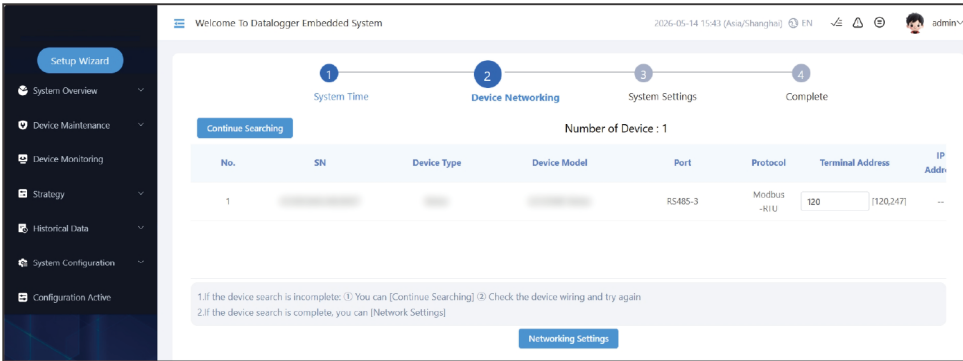 Welcome To Datalogger Embedded System
2026-05-14 15:43 (Asia/Shanghai) EN admin
Setup Wizard
System Overview
Device Maintenance
Device Monitoring
Strategy
Historical Data
System Configuration
Configuration Active
1 2 3 4
System Time Device Networking System Settings Complete
Continue Searching Number of Device : 1
No. SN Device Type Device Model Port Protocol Terminal Address IP
1 RS485-3 Modbus 120 [120,247] --
-RTU
1.If the device search is incomplete: ① You can [Continue Searching] ② Check the device wiring and try again
2.If the device search is complete, you can [Network Settings]
Networking Settings